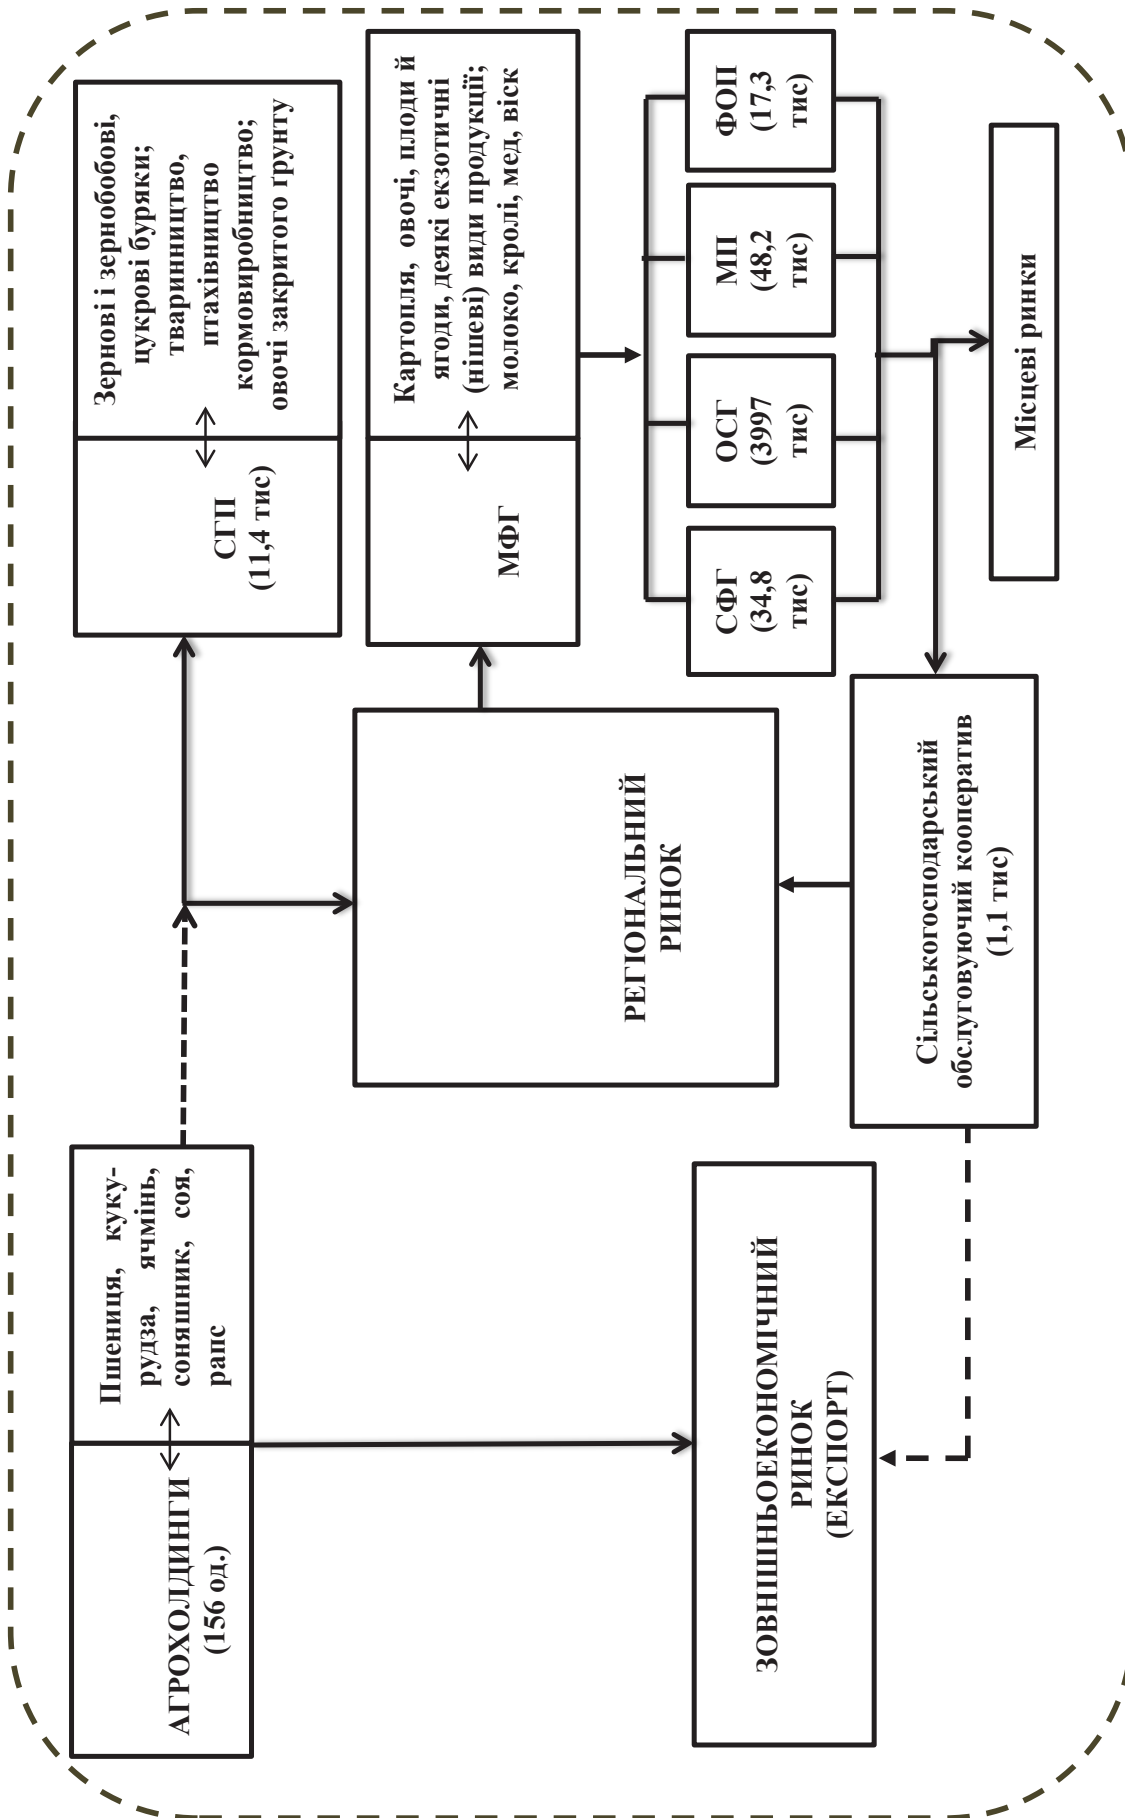 АГРОХОЛДИНГИ
(156 од.)
Пшениця, куку-
рудза, ячмінь,
соняшник, соя,
рапс
СГП
(11,4 тис)
Зернові і зернобобові,
цукрові буряки;
тваринництво,
птахівництво
кормовиробництво;
овочі закритого ґрунту
РЕГІОНАЛЬНИЙ
РИНОК
МФГ
Картопля, овочі, плоди й
ягоди, деякі екзотичні
(нішеві) види продукції;
молоко, кролі, мед, віск
ЗОВНІШНЬОЕКОНОМІЧНИЙ
РИНОК
(ЕКСПОРТ)
СФГ
(34,8
тис)
ОСГ
(3997
тис)
МП
(48,2
тис)
ФОП
(17,3
тис)
Сільськогосподарський
обслуговуючий кооператив
(1,1 тис)
Місцеві ринки